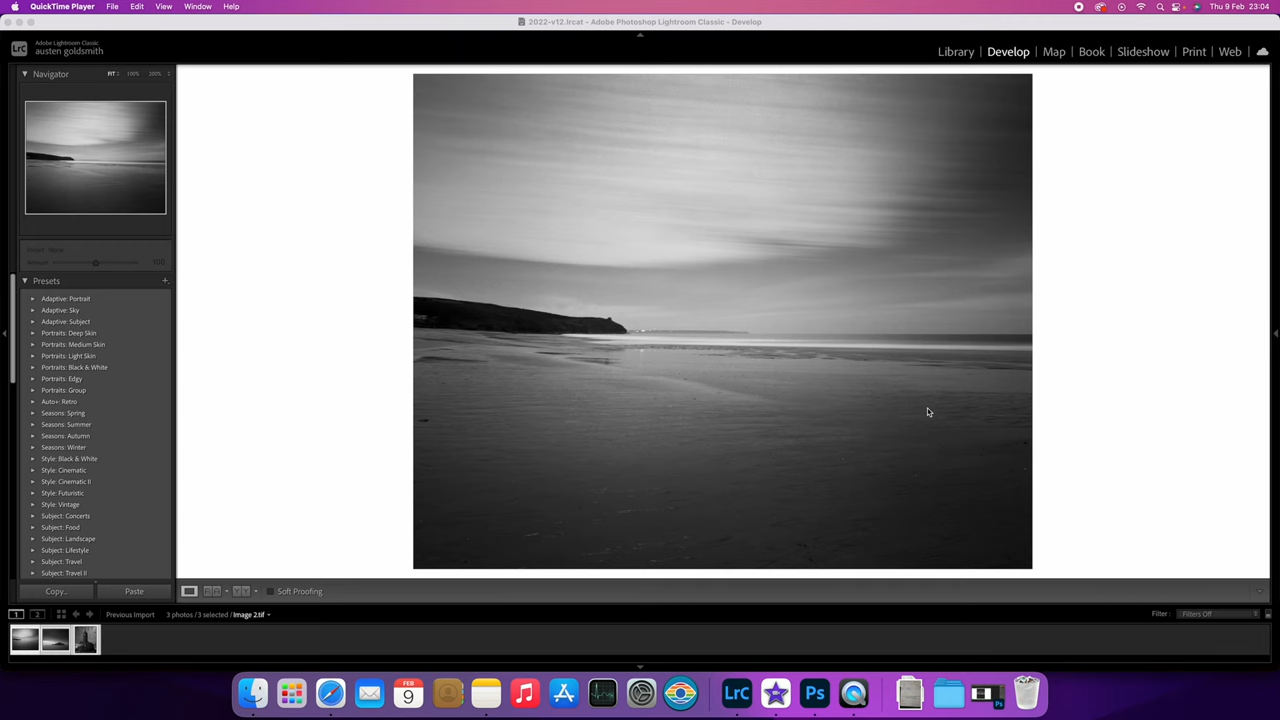 QuickTime Player File Edit View Window Help Thu 9 Feb 23:04
2022-v12.lrcat - Adobe Photoshop Lightroom Classic - Develop
LrC Adobe Lightroom Classic
austen goldsmith
Library | Develop | Map | Book | Slideshow | Print | Web
Navigator FIT 100% 200%
Amount 100
Presets +
Adaptive: Portrait
Adaptive: Sky
Adaptive: Subject
Portraits: Deep Skin
Portraits: Medium Skin
Portraits: Light Skin
Portraits: Black & White
Portraits: Edgy
Portraits: Group
Auto+: Retro
Seasons: Spring
Seasons: Summer
Seasons: Autumn
Seasons: Winter
Style: Black & White
Style: Cinematic
Style: Cinematic II
Style: Futuristic
Style: Vintage
Subject: Concerts
Subject: Food
Subject: Landscape
Subject: Lifestyle
Subject: Travel
Subject: Travel II
Copy... Paste Soft Proofing
1 2 Previous Import 3 photos / 3 selected / Image 2.tif Filter : Filters Off
FEB
9 LrC Ps Ps